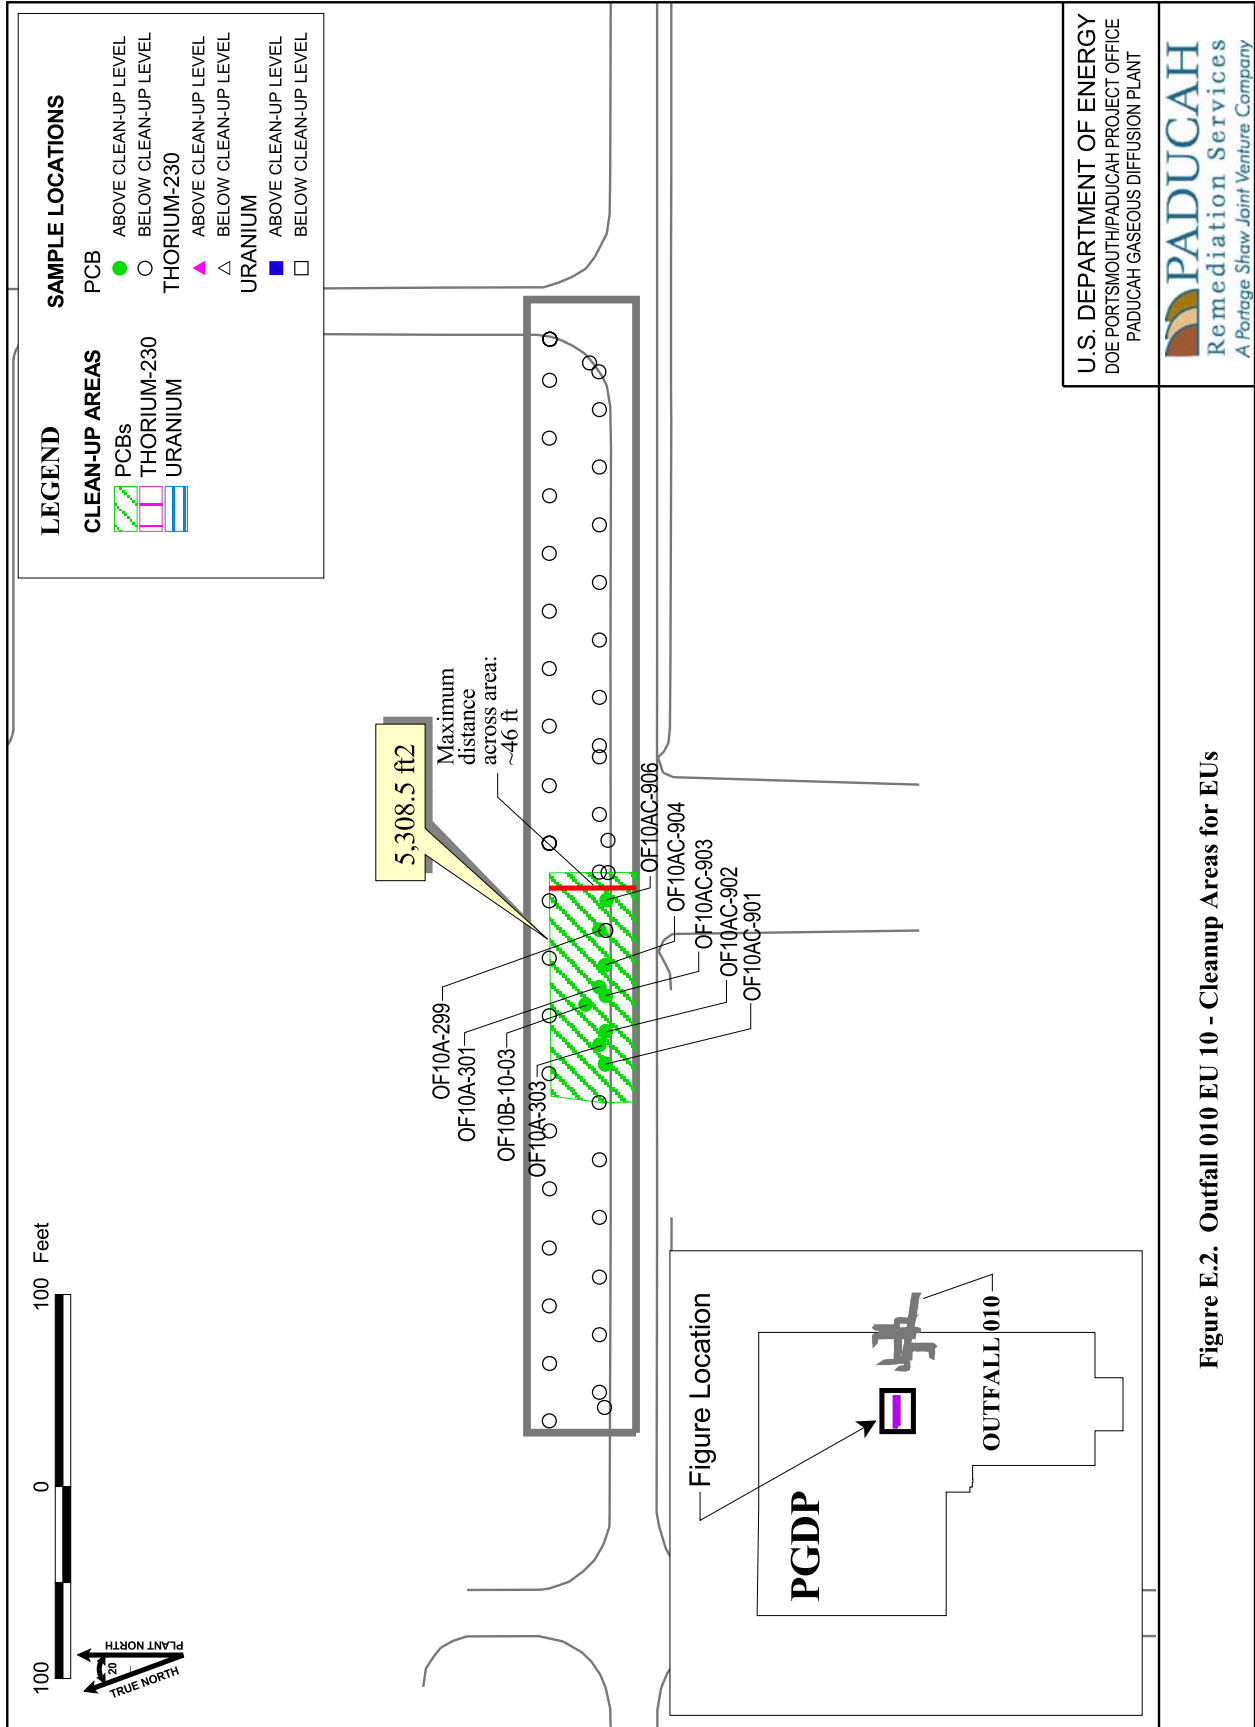 100
0
100 Feet
PLANT NORTH
20
TRUE NORTH
LEGEND
CLEAN-UP AREAS
PCBs
THORIUM-230
URANIUM
SAMPLE LOCATIONS
PCB
ABOVE CLEAN-UP LEVEL
BELOW CLEAN-UP LEVEL
THORIUM-230
ABOVE CLEAN-UP LEVEL
BELOW CLEAN-UP LEVEL
URANIUM
ABOVE CLEAN-UP LEVEL
BELOW CLEAN-UP LEVEL
5,308.5 ft2
Maximum
distance
across area:
~46 ft
OF10A-299
OF10A-301
OF10B-10-03
OF10A-303
OF10AC-906
OF10AC-904
OF10AC-903
OF10AC-902
OF10AC-901
Figure Location
PGDP
OUTFALL 010
U.S. DEPARTMENT OF ENERGY
DOE PORTSMOUTH/PADUCAH PROJECT OFFICE
PADUCAH GASEOUS DIFFUSION PLANT
PADUCAH
Remediation Services
A Portage Shaw Joint Venture Company
Figure E.2. Outfall 010 EU 10 - Cleanup Areas for EUs